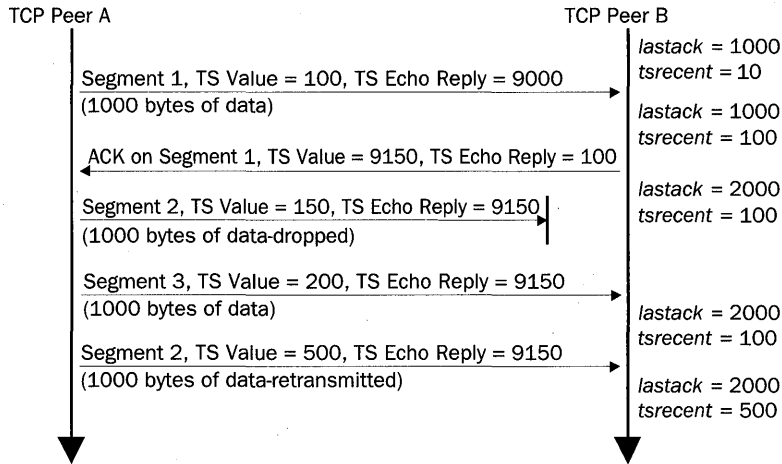 TCP Peer A
TCP Peer B
lastack = 1000
tsrecent = 10
Segment 1, TS Value = 100, TS Echo Reply = 9000
(1000 bytes of data)
lastack = 1000
tsrecent = 100
ACK on Segment 1, TS Value = 9150, TS Echo Reply = 100
lastack = 2000
tsrecent = 100
Segment 2, TS Value = 150, TS Echo Reply = 9150
(1000 bytes of data-dropped)
Segment 3, TS Value = 200, TS Echo Reply = 9150
(1000 bytes of data)
lastack = 2000
tsrecent = 100
Segment 2, TS Value = 500, TS Echo Reply = 9150
(1000 bytes of data-retransmitted)
lastack = 2000
tsrecent = 500